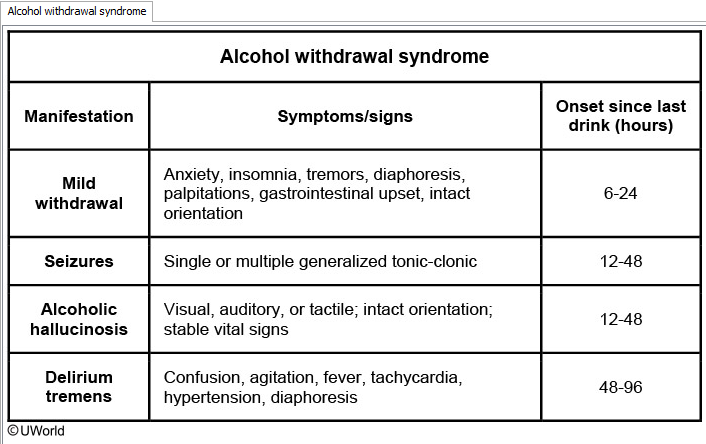 Alcohol withdrawal syndrome
Alcohol withdrawal syndrome
Manifestation
Symptoms/signs
Onset since last
drink (hours)
Mild
withdrawal
Anxiety, insomnia, tremors, diaphoresis,
palpitations, gastrointestinal upset, intact
orientation
6-24
Seizures
Single or multiple generalized tonic-clonic
12-48
Alcoholic
hallucinosis
Visual, auditory, or tactile; intact orientation;
stable vital signs
12-48
Delirium
tremens
Confusion, agitation, fever, tachycardia,
hypertension, diaphoresis
48-96
©UWorld